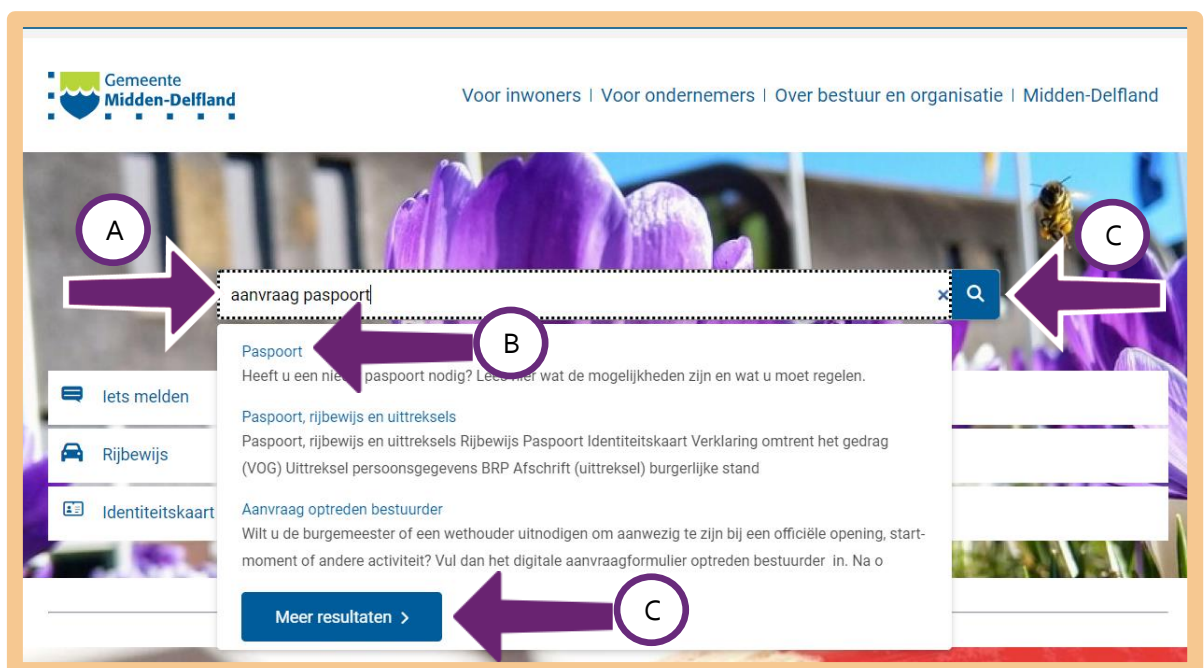 Gemeente
Midden-Delfland
Voor inwoners | Voor ondernemers | Over bestuur en organisatie | Midden-Delfland
A
C
aanvraag paspoort
B
Paspoort
Heeft u een paspoort nodig? hier wat de mogelijkheden zijn en wat u moet regelen.
Iets melden
Paspoort, rijbewijs en uittreksels
Paspoort, rijbewijs en uittreksels Rijbewijs Paspoort Identiteitskaart Verklaring omtrent het gedrag
Rijbewijs
(VOG) Uittreksel persoonsgegevens BRP Afschrift (uittreksel) burgerlijke stand
Identiteitskaart
Aanvraag optreden bestuurder
Wilt u de burgemeester of een wethouder uitnodigen om aanwezig te zijn bij een officiële opening, start-
moment of andere activiteit? Vul dan het digitale aanvraagformulier optreden bestuurder in. Na o
Meer resultaten >
C